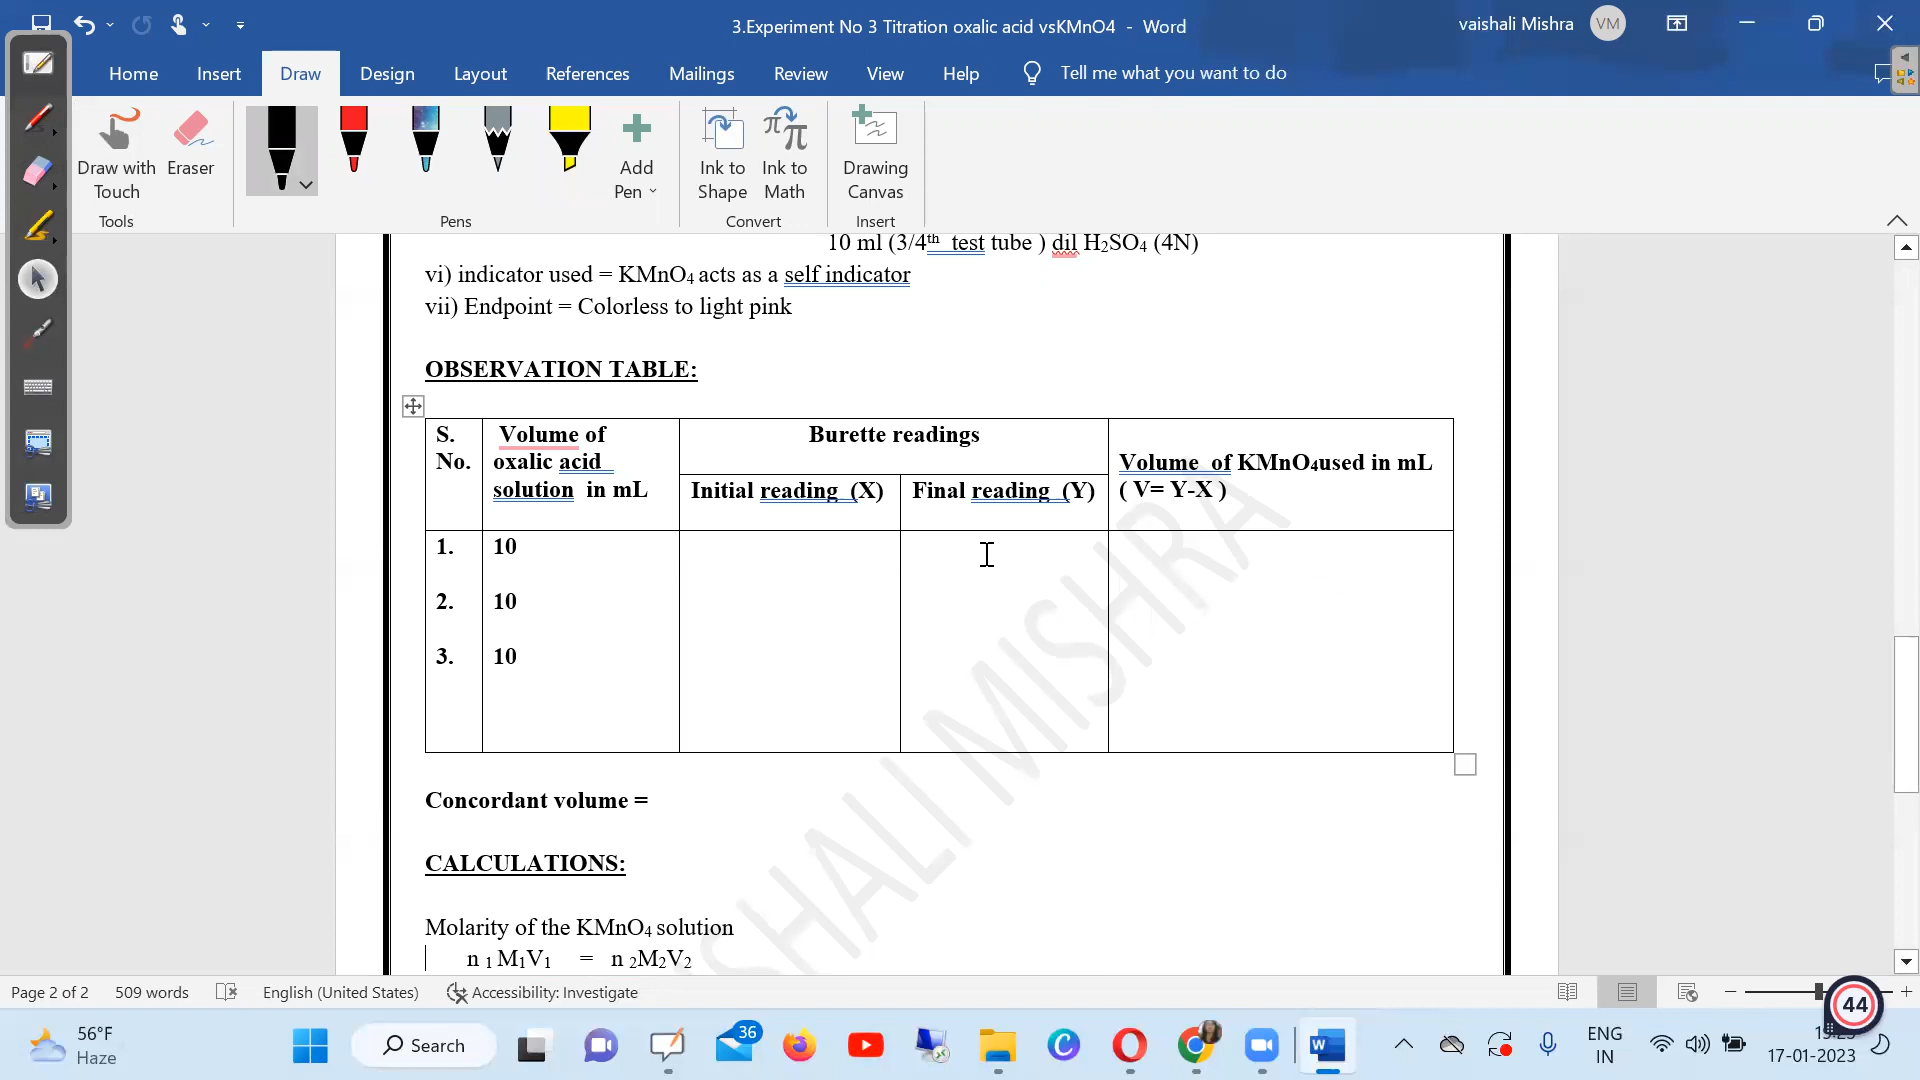 3.Experiment No 3 Titration oxalic acid vsKMnO4 - Word
vaishali Mishra VM
Home Insert Draw Design Layout References Mailings Review View Help Tell me what you want to do
Draw with Touch
Eraser
Add Pen
Ink to Shape
Ink to Math
Drawing Canvas
Tools Pens Convert Insert
10 ml (3/4th test tube ) dil H₂SO₄ (4N)
vi) indicator used = KMnO₄ acts as a self indicator
vii) Endpoint = Colorless to light pink
OBSERVATION TABLE:
S. No.
Volume of oxalic acid solution in mL
Burette readings
Initial reading (X)
Final reading (Y)
Volume of KMnO₄used in mL
( V= Y-X )
1. 10
2. 10
3. 10
VAISHALI MISHRA
Concordant volume =
CALCULATIONS:
Molarity of the KMnO₄ solution
n ₁ M₁V₁ = n ₂M₂V₂
Page 2 of 2 509 words English (United States) Accessibility: Investigate
44
56°F
Haze
Search
36
ENG
IN
17-01-2023